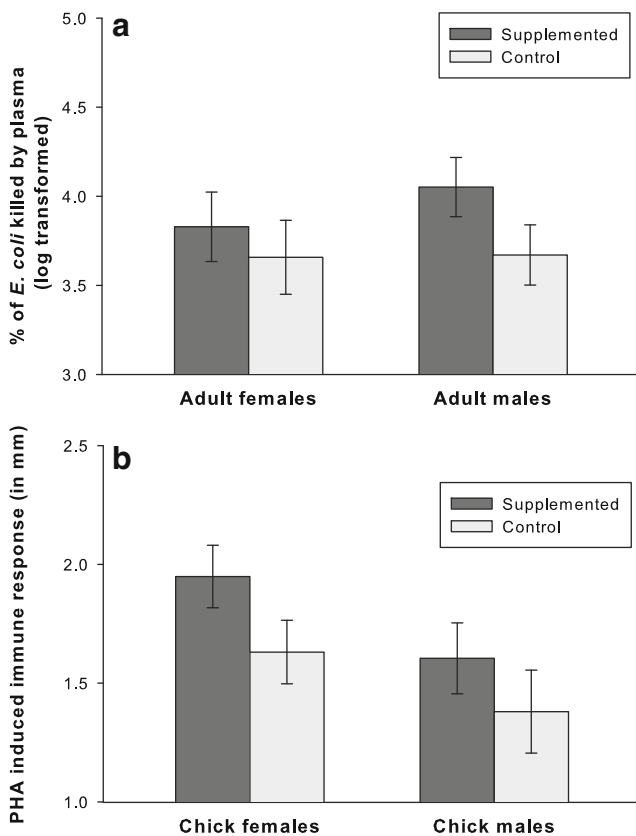 a
Supplemented
Control
% of E. coli killed by plasma
(log transformed)
5.0
4.5
4.0
3.5
3.0
Adult females
Adult males
b
Supplemented
Control
PHA induced immune response (in mm)
2.5
2.0
1.5
1.0
Chick females
Chick males